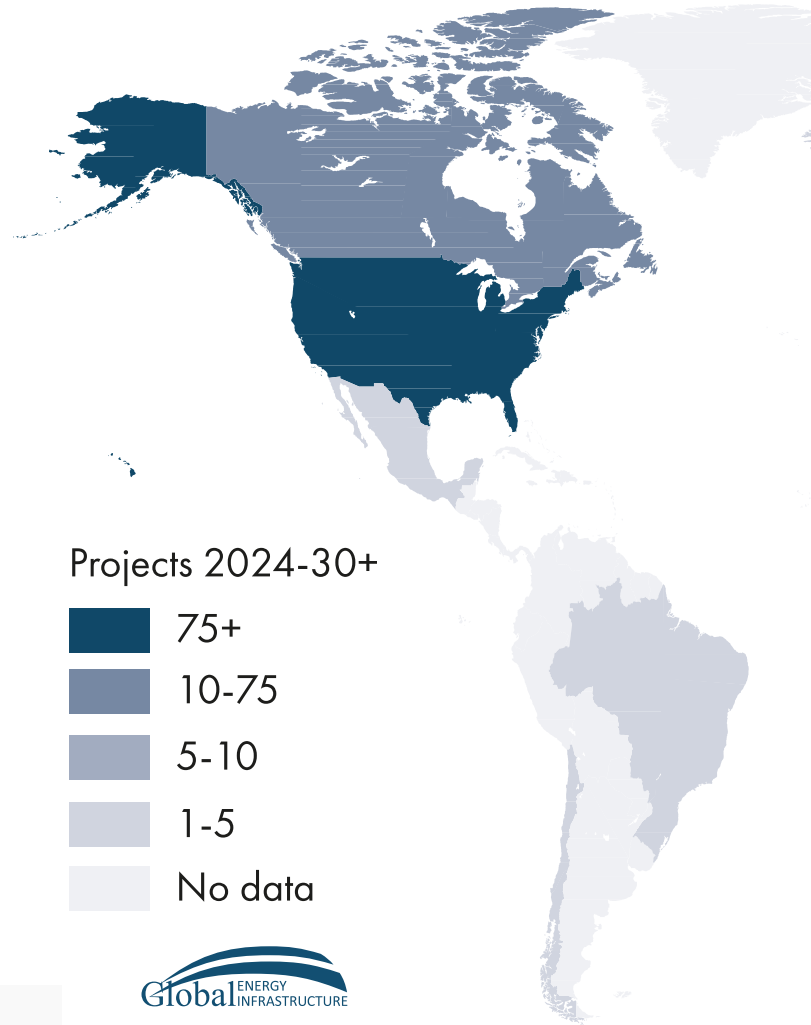 Projects 2024-30+
75+
10-75
5-10
1-5
No data
Global ENERGY
INFRASTRUCTURE